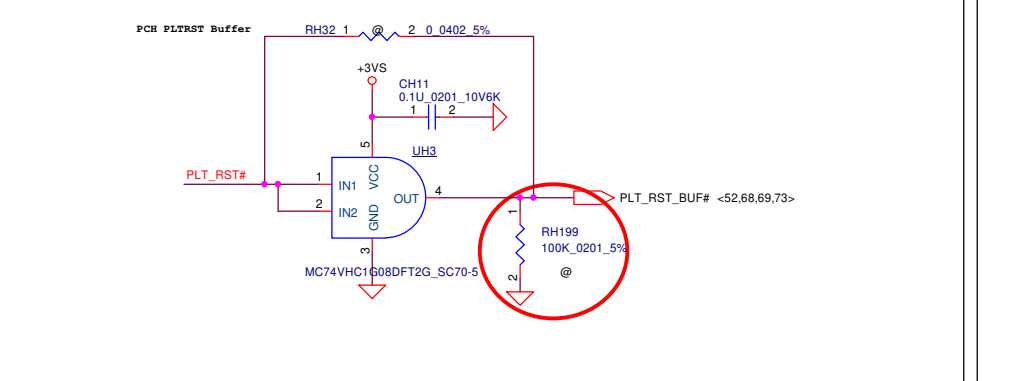 PCH PLTRST Buffer
RH32 1 @ 2 0_0402_5%
+3VS
CH11
0.1U_0201_10V6K
1 2
5
UH3
PLT_RST#
1 IN1 VCC
OUT 4
2 IN2 GND
PLT_RST_BUF# <52,68,69,73>
1
RH199
100K_0201_5%
3
MC74VHC1G08DFT2G_SC70-5
2
@